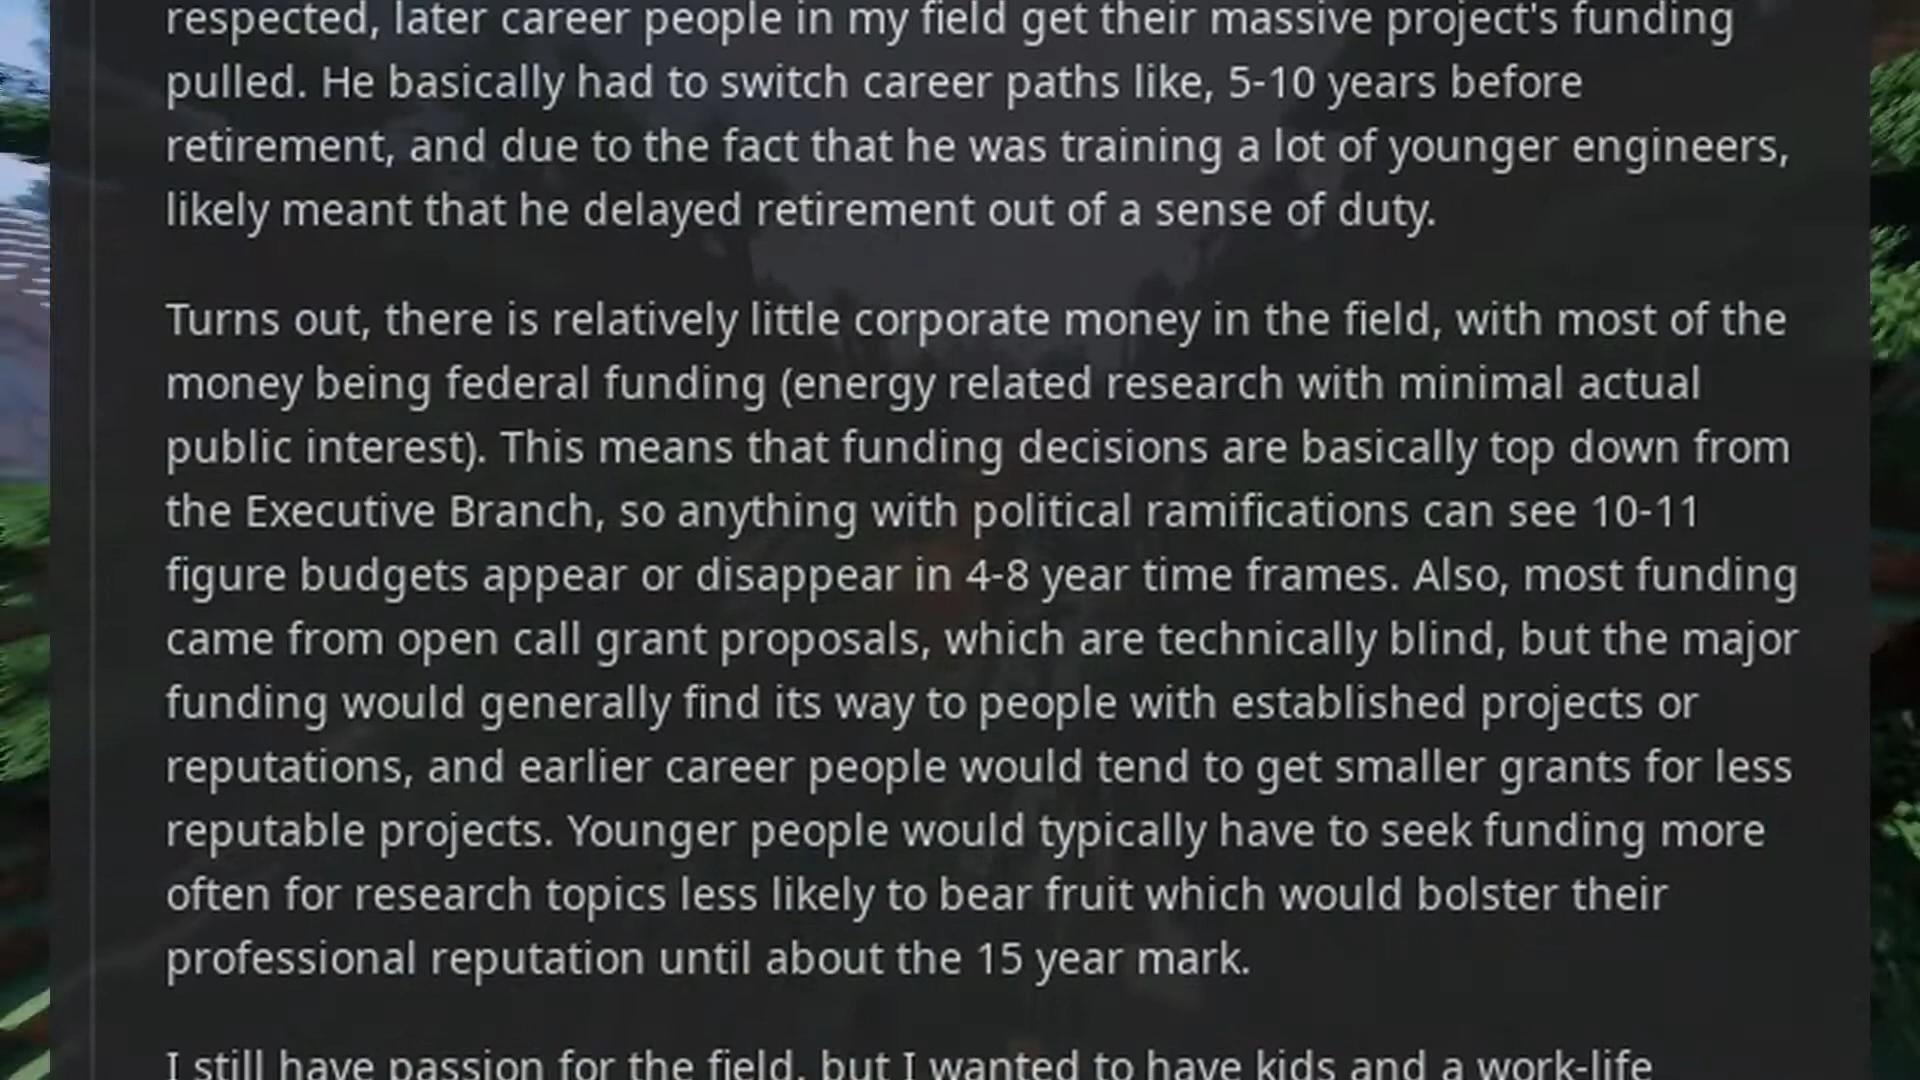 respected, later career people in my field get their massive project's funding
pulled. He basically had to switch career paths like, 5-10 years before
retirement, and due to the fact that he was training a lot of younger engineers,
likely meant that he delayed retirement out of a sense of duty.
Turns out, there is relatively little corporate money in the field, with most of the
money being federal funding (energy related research with minimal actual
public interest). This means that funding decisions are basically top down from
the Executive Branch, so anything with political ramifications can see 10-11
figure budgets appear or disappear in 4-8 year time frames. Also, most funding
came from open call grant proposals, which are technically blind, but the major
funding would generally find its way to people with established projects or
reputations, and earlier career people would tend to get smaller grants for less
reputable projects. Younger people would typically have to seek funding more
often for research topics less likely to bear fruit which would bolster their
professional reputation until about the 15 year mark.
I still have passion for the field, but I wanted to have kids and a work-life